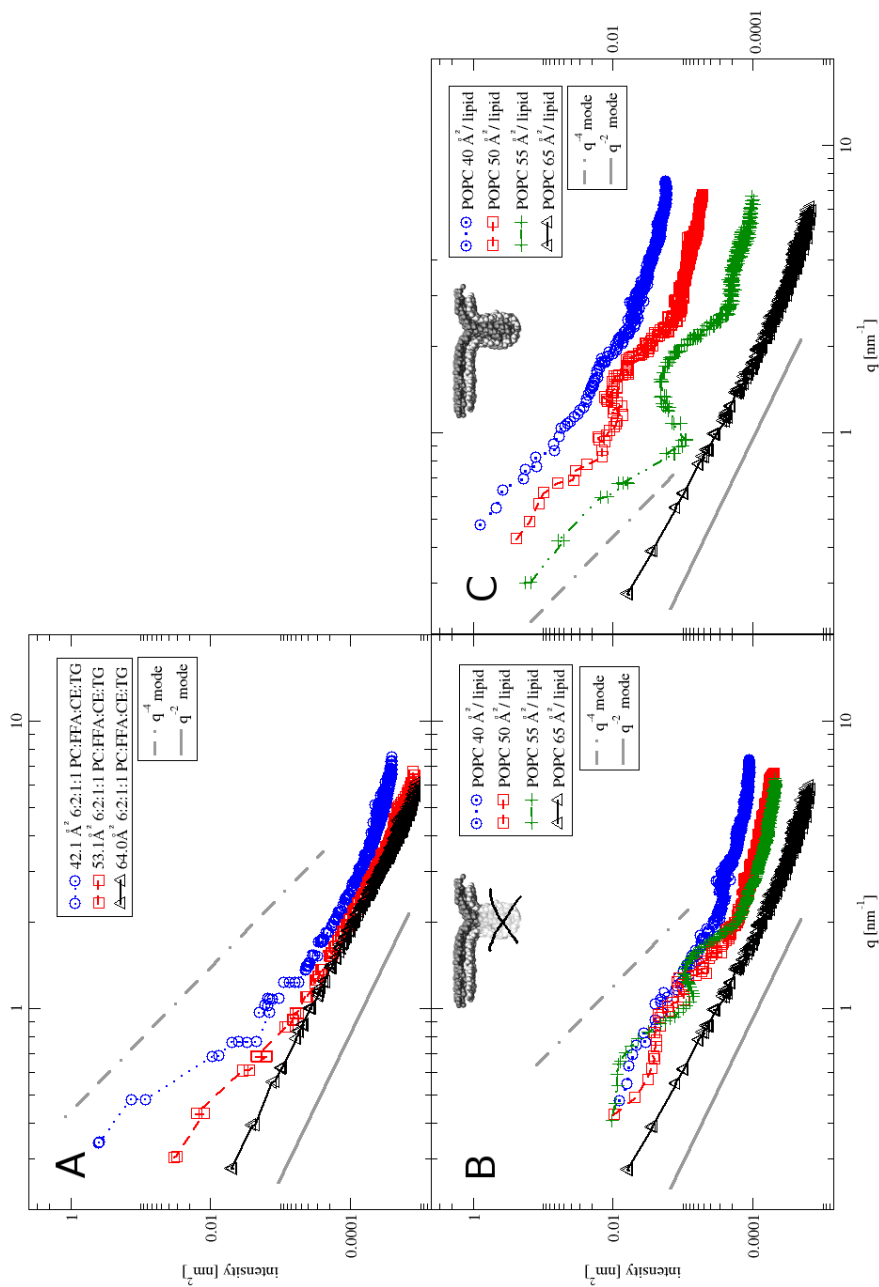 A
1
0.01
0.0001
intensity [nm²]
1
10
42.1 Å² 6:2:1:1 PC:FFA:CE:TG
53.1Å² 6:2:1:1 PC:FFA:CE:TG
64.0Å² 6:2:1:1 PC:FFA:CE:TG
q⁻⁴ mode
q⁻² mode
B
1
0.01
0.0001
intensity [nm²]
1
10
q [nm⁻¹]
POPC 40 Å² / lipid
POPC 50 Å² / lipid
POPC 55 Å² / lipid
POPC 65 Å² / lipid
q⁻⁴ mode
q⁻² mode
C
0.01
0.0001
1
10
q [nm⁻¹]
POPC 40 Å² / lipid
POPC 50 Å² / lipid
POPC 55 Å² / lipid
POPC 65 Å² / lipid
q⁻⁴ mode
q⁻² mode